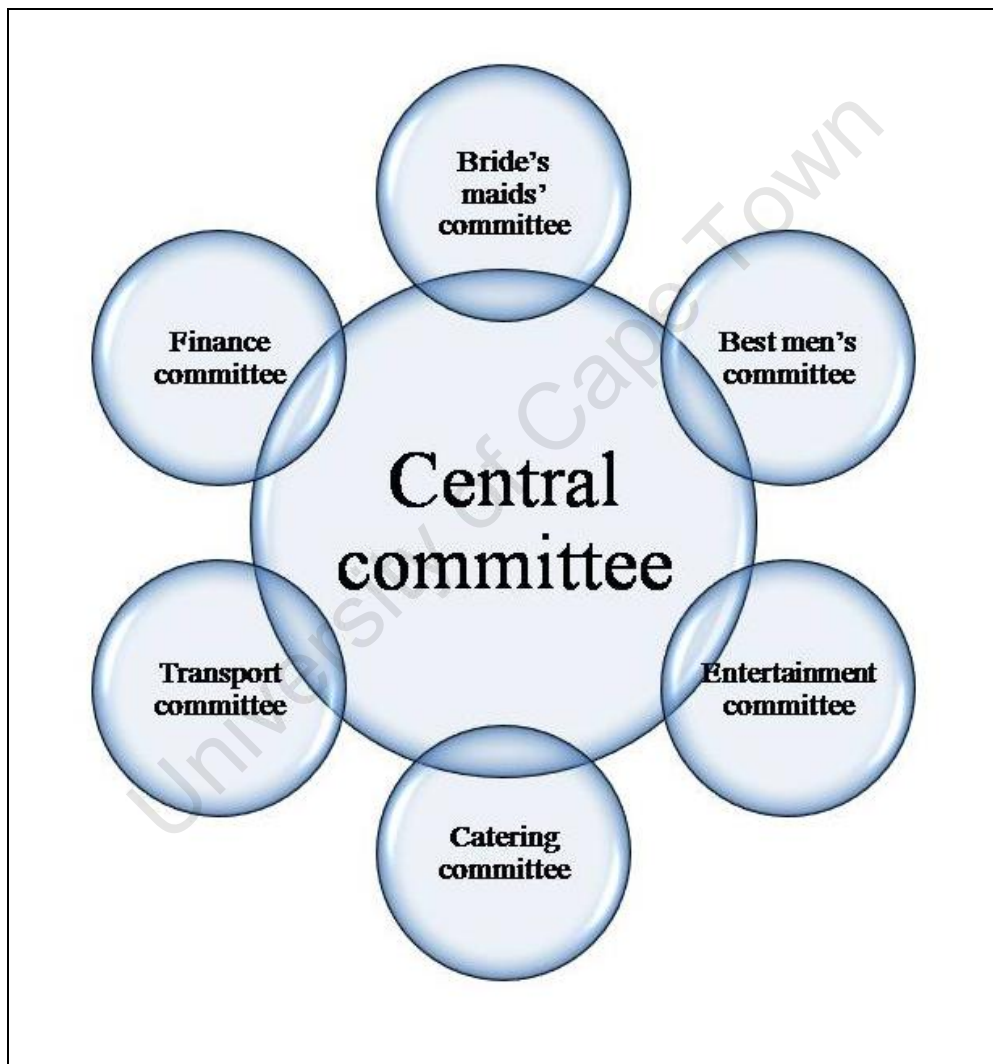 Bride's
maids'
committee
Finance
committee
Best men's
committee
Central
committee
Transport
committee
Entertainment
committee
Catering
committee
University of Cape Town